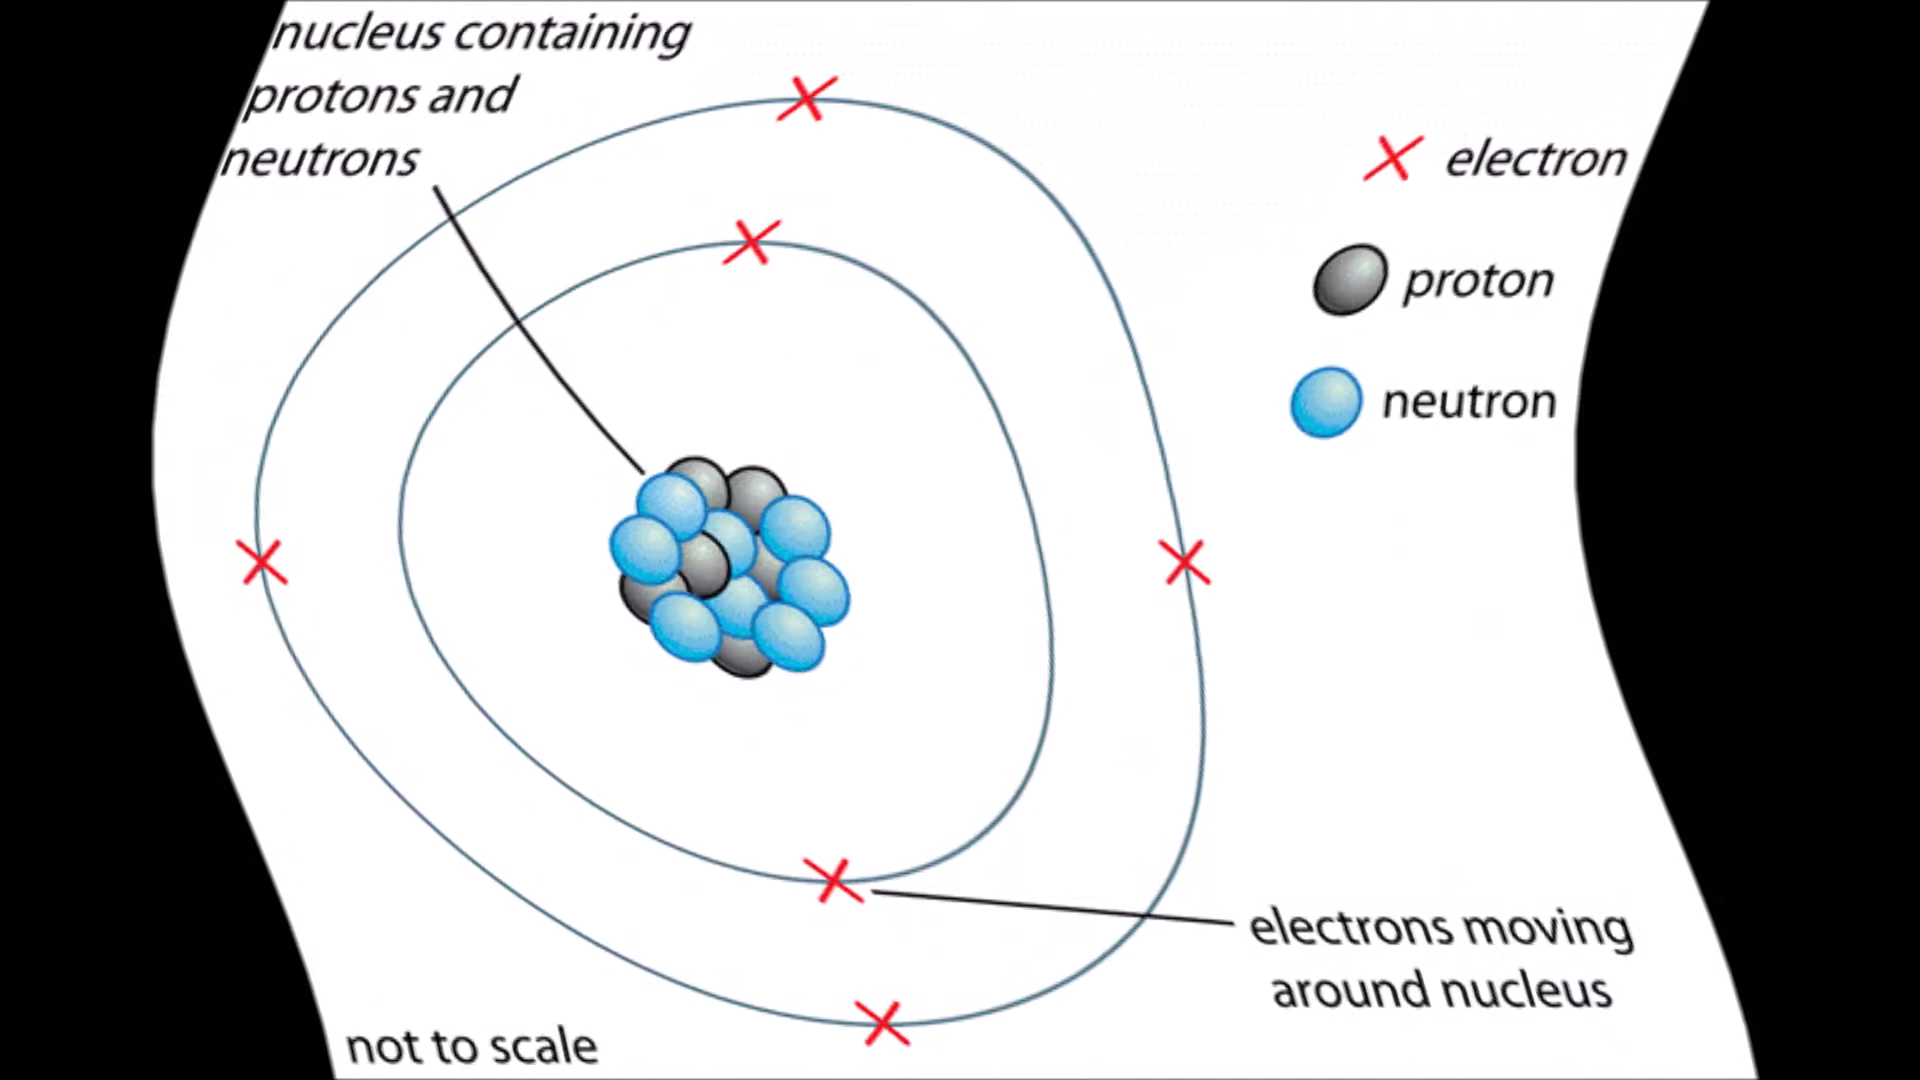 nucleus containing
protons and
neutrons
electron
proton
neutron
electrons moving
around nucleus
not to scale